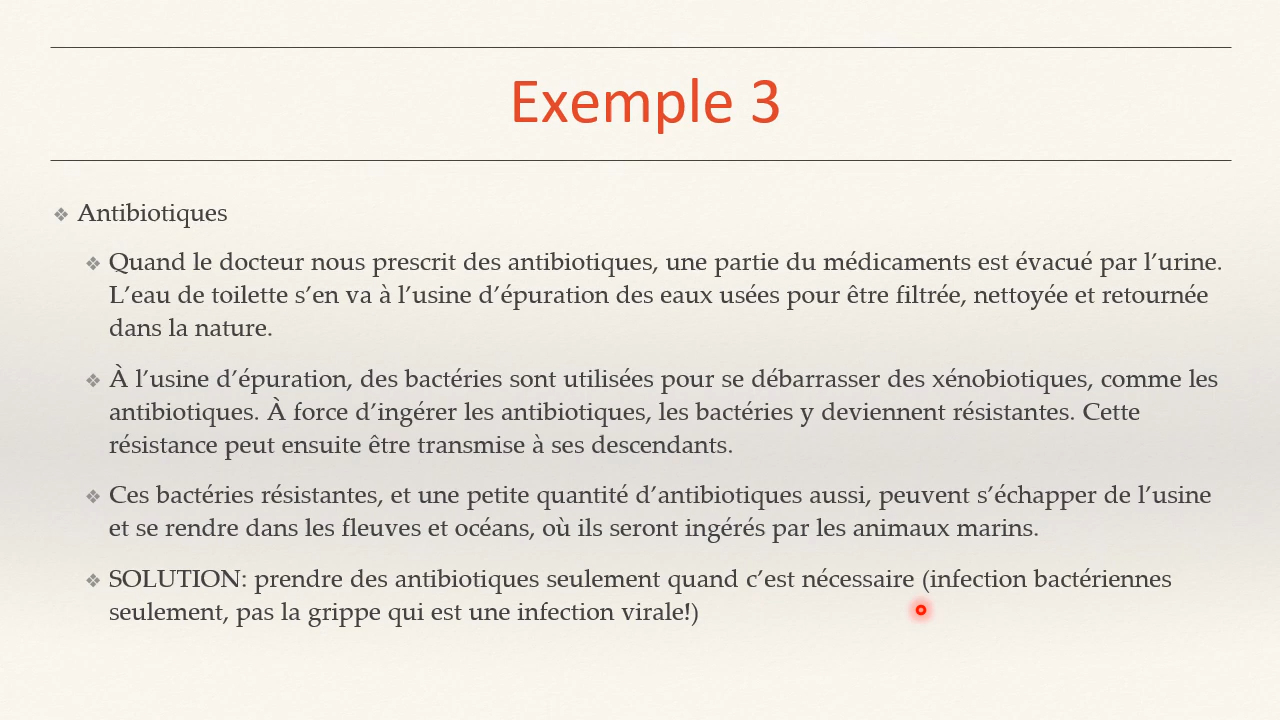 Exemple 3
Antibiotiques
Quand le docteur nous prescrit des antibiotiques, une partie du médicaments est évacué par l’urine.
L’eau de toilette s’en va à l’usine d’épuration des eaux usées pour être filtrée, nettoyée et retournée
dans la nature.
À l’usine d’épuration, des bactéries sont utilisées pour se débarrasser des xénobiotiques, comme les
antibiotiques. À force d’ingérer les antibiotiques, les bactéries y deviennent résistantes. Cette
résistance peut ensuite être transmise à ses descendants.
Ces bactéries résistantes, et une petite quantité d’antibiotiques aussi, peuvent s’échapper de l’usine
et se rendre dans les fleuves et océans, où ils seront ingérés par les animaux marins.
SOLUTION: prendre des antibiotiques seulement quand c’est nécessaire (infection bactériennes
seulement, pas la grippe qui est une infection virale!)